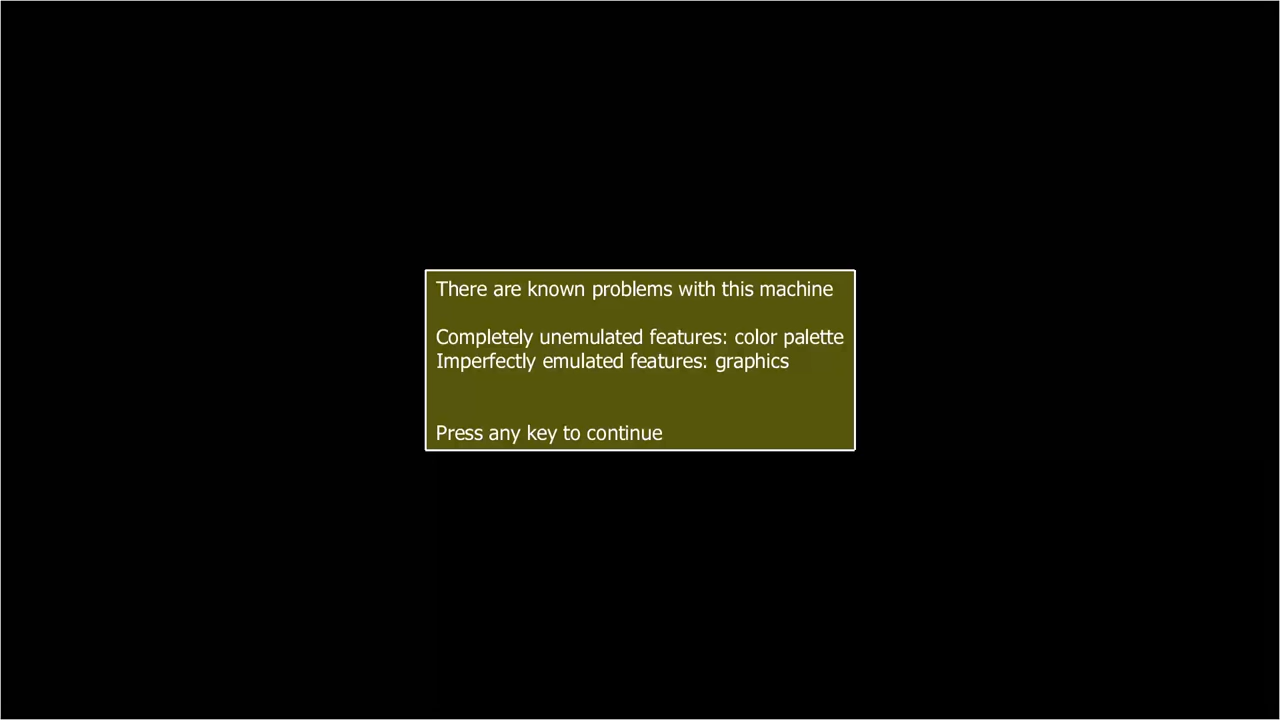 There are known problems with this machine
Completely unemulated features: color palette
Imperfectly emulated features: graphics
Press any key to continue